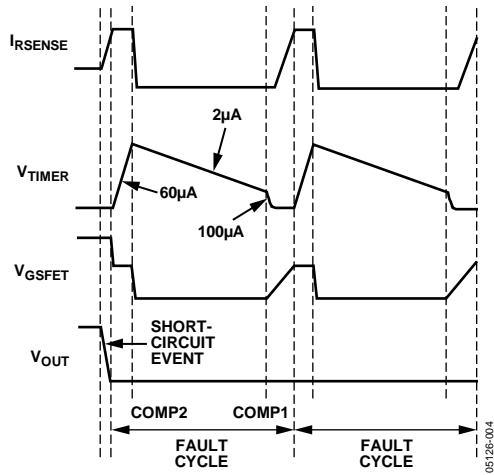 IRSENSE
2µA
VTIMER
60µA
100µA
VGSFET
SHORT-
CIRCUIT
EVENT
VOUT
COMP2
COMP1
FAULT
CYCLE
FAULT
CYCLE
05126-004